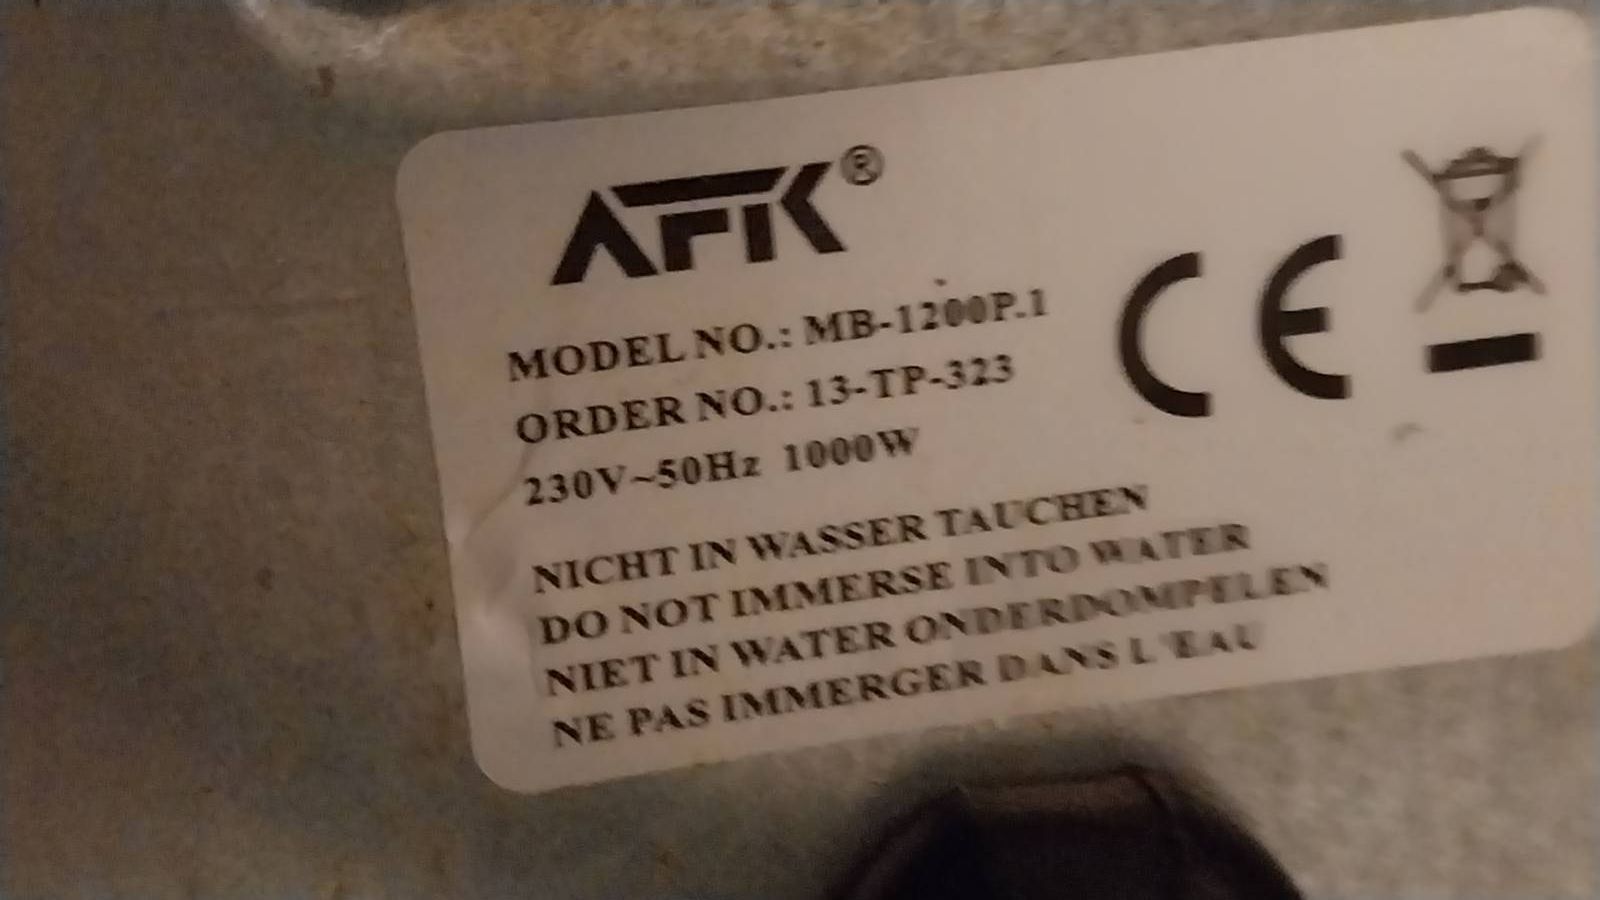 AFK®
MODEL NO.: MB-1200P.1
ORDER NO.: 13-TP-323
230V~50Hz 1000W
CE
NICHT IN WASSER TAUCHEN
DO NOT IMMERSE INTO WATER
NIET IN WATER ONDERDOMPELEN
NE PAS IMMERGER DANS L'EAU